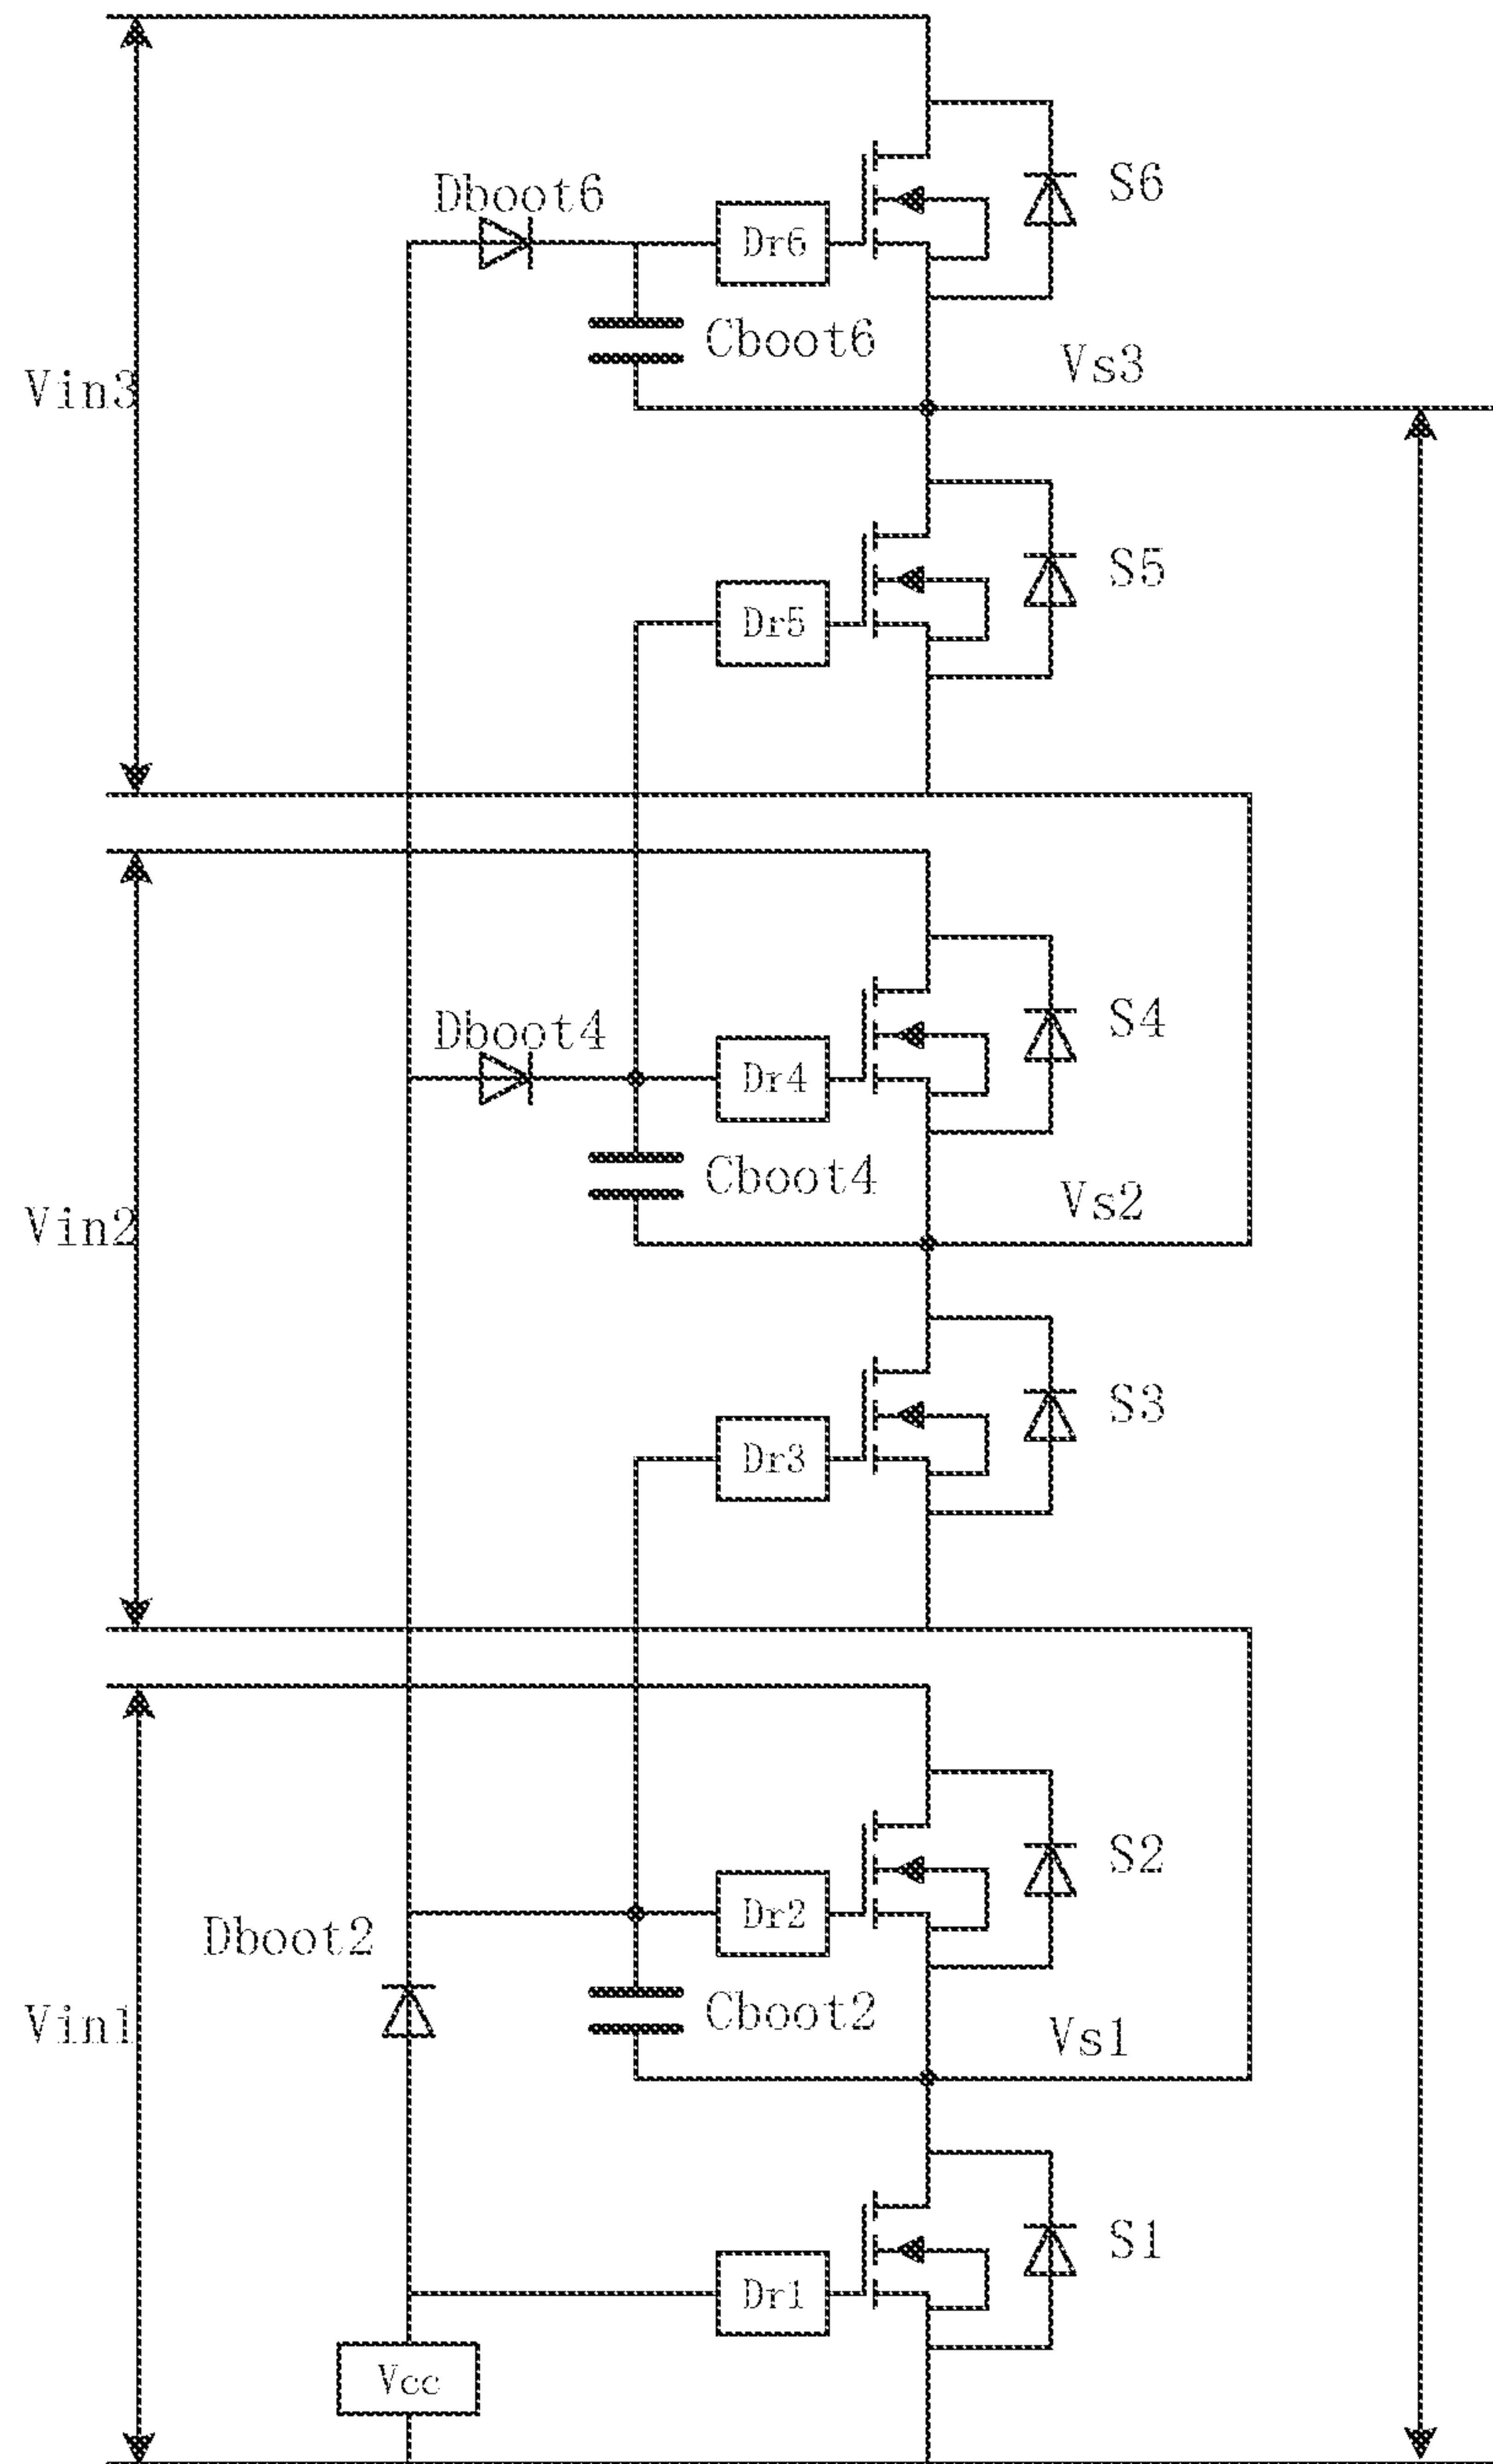 S6
Dboot6
Dr6
Cboot6
Vs3
Vin3
S5
Dr5
S4
Dboot4
Dr4
Cboot4
Vs2
Vin2
S3
Dr3
S2
Dr2
Dboot2
Cboot2
Vin1
Vs1
S1
Dr1
Vcc